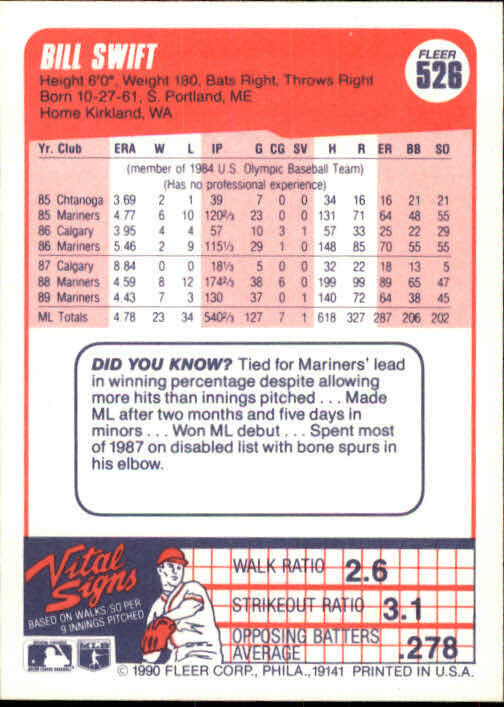 BILL SWIFT
FLEER
526
Height 6'0", Weight 180, Bats Right, Throws Right
Born 10-27-61, S. Portland, ME
Home Kirkland, WA
Yr. Club ERA W L IP G CG SV H R ER BB SO
(member of 1984 U.S. Olympic Baseball Team)
(Has no professional experience)
85 Chtanoga 3.69 2 1 39 7 0 0 34 16 16 21 21
85 Mariners 4.77 6 10 120⅔ 23 0 0 131 71 64 48 55
86 Calgary 3.95 4 4 57 10 3 1 57 33 25 22 29
86 Mariners 5.46 2 9 115⅓ 29 1 0 148 85 70 55 55
87 Calgary 8.84 0 0 18⅓ 5 0 0 32 22 18 13 5
88 Mariners 4.59 8 12 174⅔ 38 6 0 199 99 89 65 47
89 Mariners 4.43 7 3 130 37 0 1 140 72 64 38 45
ML Totals 4.78 23 34 540⅔ 127 7 1 618 327 287 206 202
DID YOU KNOW? Tied for Mariners' lead
in winning percentage despite allowing
more hits than innings pitched . . . Made
ML after two months and five days in
minors . . . Won ML debut . . . Spent most
of 1987 on disabled list with bone spurs in
his elbow.
Vital
Signs
BASED ON WALKS/SO PER
9 INNINGS PITCHED
WALK RATIO 2.6
STRIKEOUT RATIO 3.1
OPPOSING BATTERS
AVERAGE .278
© 1990 FLEER CORP., PHILA., 19141 PRINTED IN U.S.A.